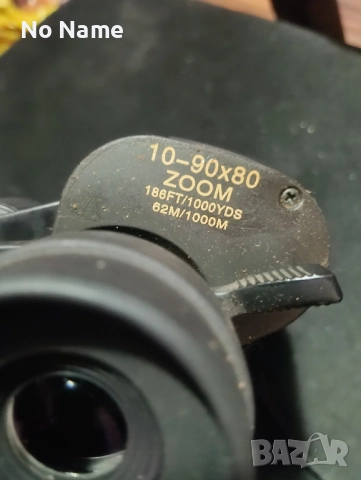 No Name
10-90x80
ZOOM
186FT/1000YDS
62M/1000M
BAZAR